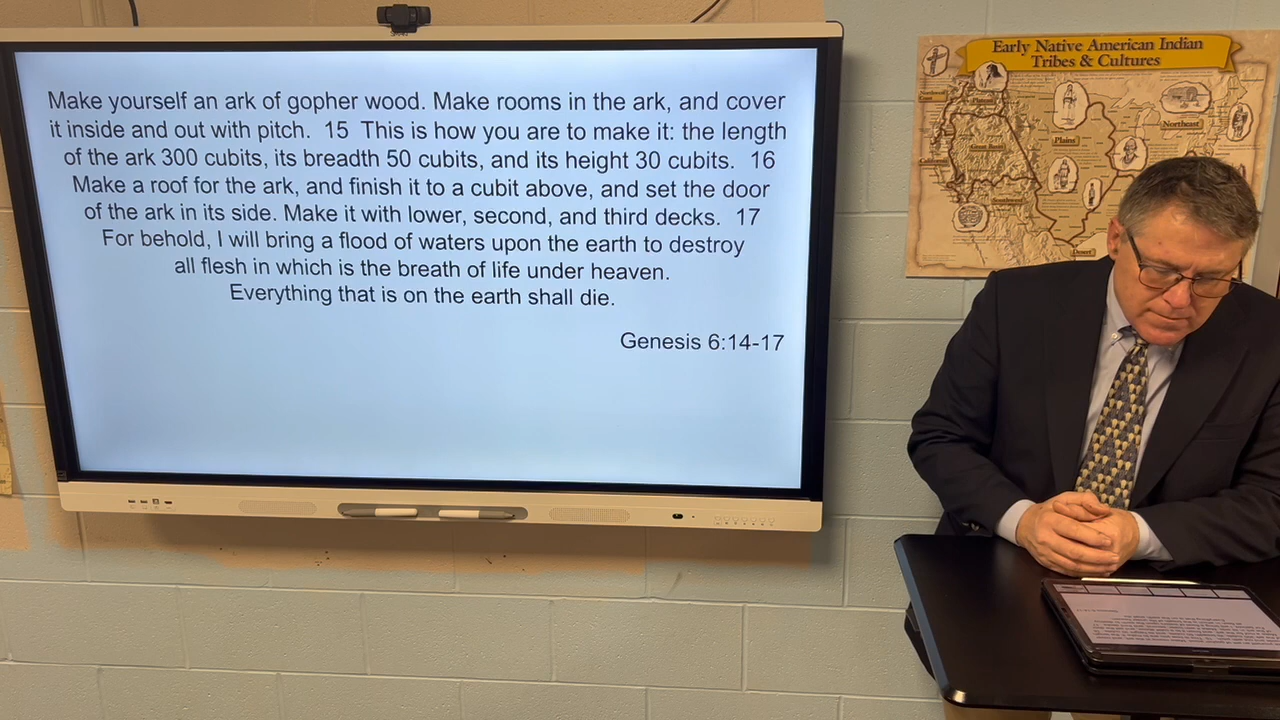 Make yourself an ark of gopher wood. Make rooms in the ark, and cover
it inside and out with pitch. 15 This is how you are to make it: the length
of the ark 300 cubits, its breadth 50 cubits, and its height 30 cubits. 16
Make a roof for the ark, and finish it to a cubit above, and set the door
of the ark in its side. Make it with lower, second, and third decks. 17
For behold, I will bring a flood of waters upon the earth to destroy
all flesh in which is the breath of life under heaven.
Everything that is on the earth shall die.
Genesis 6:14-17
Early Native American Indian
Tribes & Cultures
Plateau
Northeast
Plains
Great Basin
California
Southwest